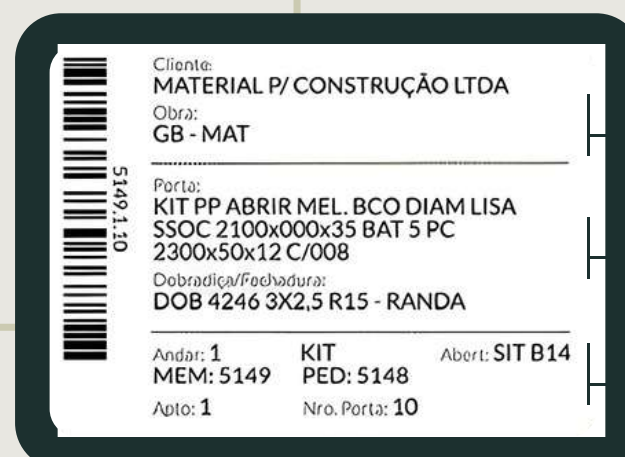 5149.1.10
Cliente:
MATERIAL P/ CONSTRUÇÃO LTDA
Obra:
GB - MAT
Porta:
KIT PP ABRIR MEL. BCO DIAM LISA
SSOC 2100x000x35 BAT 5 PC
2300x50x12 C/008
Dobradiça/Fechadura:
DOB 4246 3X2,5 R15 - RANDA
Andar: 1 KIT Abert: SIT B14
MEM: 5149 PED: 5148
Apto: 1 Nro. Porta: 10